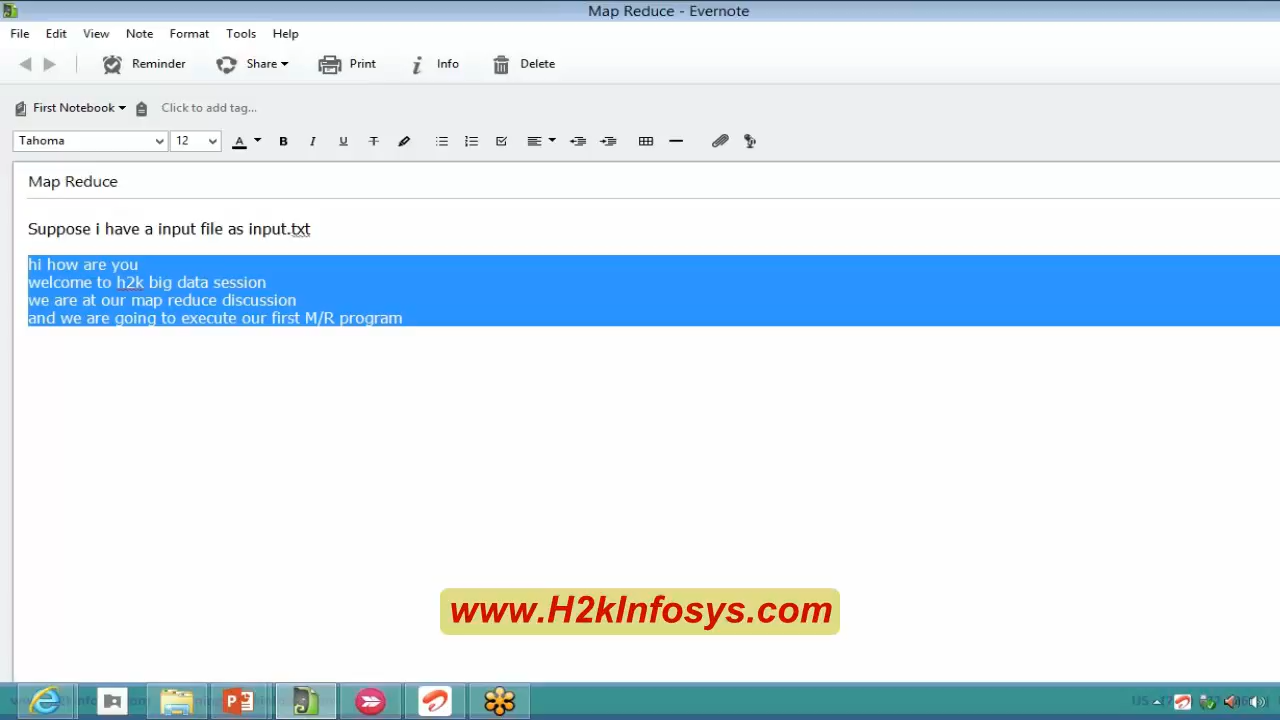 Map Reduce - Evernote
File Edit View Note Format Tools Help
Reminder Share Print Info Delete
First Notebook Click to add tag...
Tahoma 12 A B I U T
Map Reduce
Suppose i have a input file as input.txt
hi how are you
welcome to h2k big data session
we are at our map reduce discussion
and we are going to execute our first M/R program
www.H2kInfosys.com
US